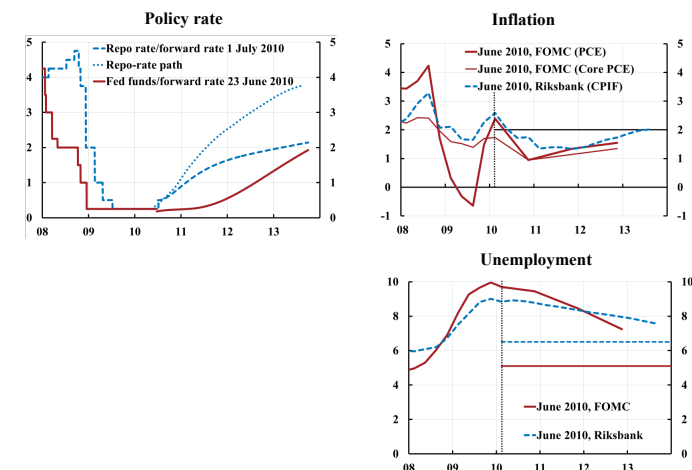 Policy rate
5 5
Repo rate/forward rate 1 July 2010
Repo-rate path
4 Fed funds/forward rate 23 June 2010 4
3 3
2 2
1 1
0 0
08 09 10 11 12 13
Inflation
5 5
June 2010, FOMC (PCE)
4 June 2010, FOMC (Core PCE) 4
June 2010, Riksbank (CPIF)
3 3
2 2
1 1
0 0
-1 -1
08 09 10 11 12 13
Unemployment
10 10
8 8
6 6
4 4
June 2010, FOMC
2 2
June 2010, Riksbank
0 0
08 09 10 11 12 13